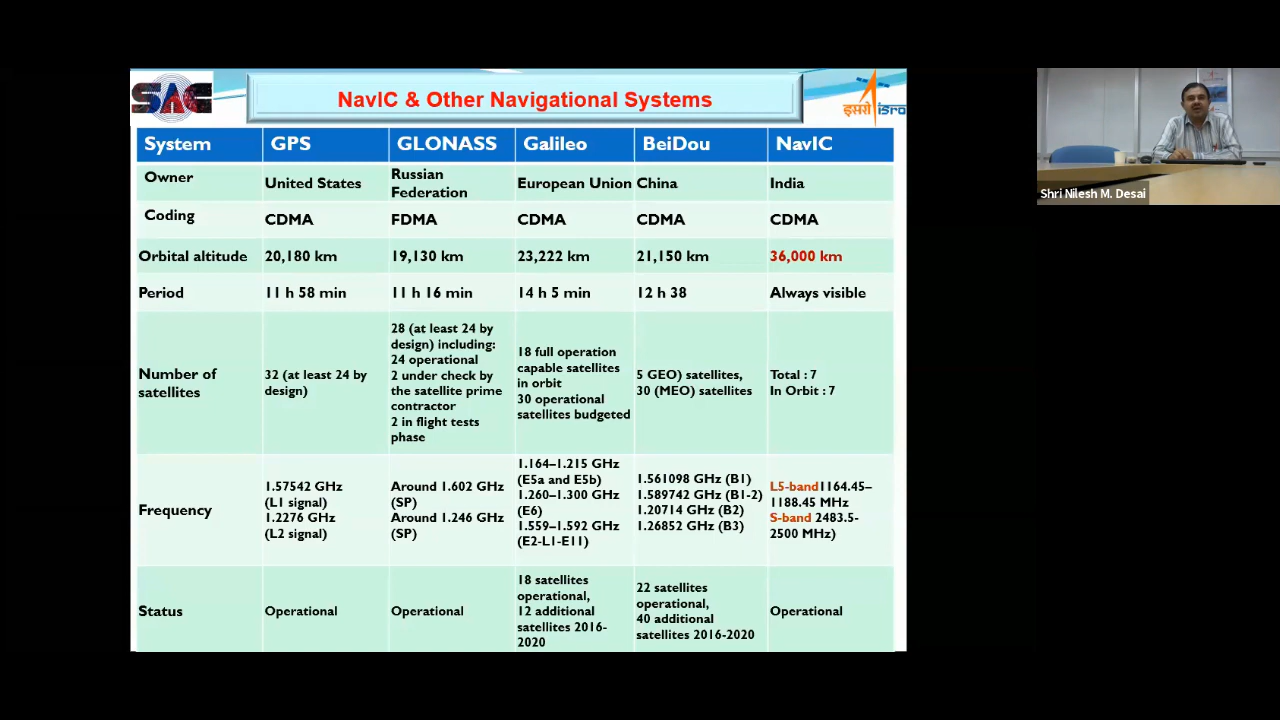 SAC
NavIC & Other Navigational Systems
इसरो isro
System GPS GLONASS Galileo BeiDou NavIC
Owner United States Russian Federation European Union China India
Coding CDMA FDMA CDMA CDMA CDMA
Orbital altitude 20,180 km 19,130 km 23,222 km 21,150 km 36,000 km
Period 11 h 58 min 11 h 16 min 14 h 5 min 12 h 38 Always visible
Number of
satellites
32 (at least 24 by
design)
28 (at least 24 by
design) including:
24 operational
2 under check by
the satellite prime
contractor
2 in flight tests
phase
18 full operation
capable satellites
in orbit
30 operational
satellites budgeted
5 GEO) satellites,
30 (MEO) satellites
Total : 7
In Orbit : 7
Frequency
1.57542 GHz
(L1 signal)
1.2276 GHz
(L2 signal)
Around 1.602 GHz
(SP)
Around 1.246 GHz
(SP)
1.164–1.215 GHz
(E5a and E5b)
1.260–1.300 GHz
(E6)
1.559–1.592 GHz
(E2-L1-E11)
1.561098 GHz (B1)
1.589742 GHz (B1-2)
1.20714 GHz (B2)
1.26852 GHz (B3)
L5-band1164.45–
1188.45 MHz
S-band 2483.5-
2500 MHz)
Status
Operational
Operational
18 satellites
operational,
12 additional
satellites 2016-
2020
22 satellites
operational,
40 additional
satellites 2016-2020
Operational
Shri Nilesh M. Desai